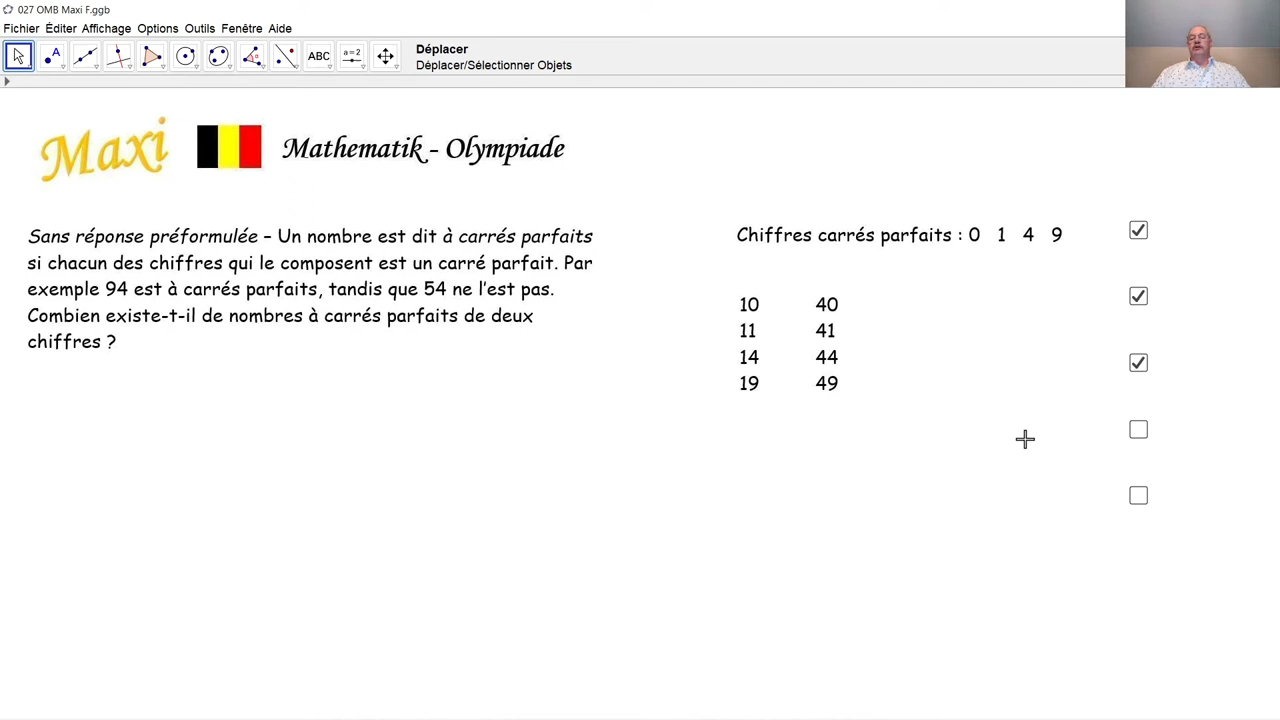 027 OMB Maxi F.ggb
Fichier Éditer Affichage Options Outils Fenêtre Aide
A ABC a=2 Déplacer
Déplacer/Sélectionner Objets
Maxi Mathematik - Olympiade
Sans réponse préformulée – Un nombre est dit à carrés parfaits
si chacun des chiffres qui le composent est un carré parfait. Par
exemple 94 est à carrés parfaits, tandis que 54 ne l’est pas.
Combien existe-t-il de nombres à carrés parfaits de deux
chiffres ?
Chiffres carrés parfaits : 0 1 4 9
10 40
11 41
14 44
19 49